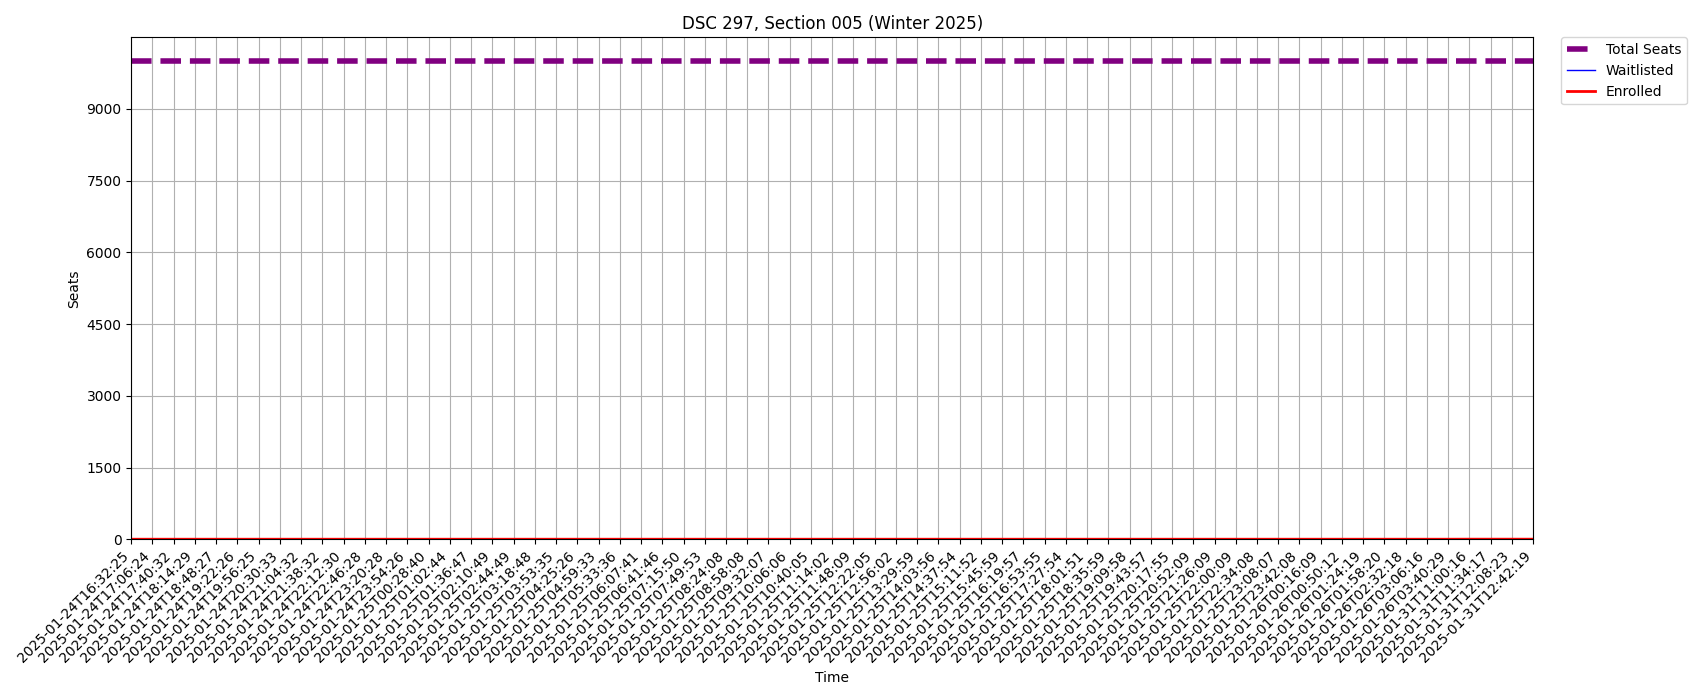 DSC 297, Section 005 (Winter 2025)
Total Seats
Waitlisted
Enrolled
9000
7500
6000
4500
3000
1500
0
Seats
2025-01-24T16:32:25
2025-01-24T17:06:24
2025-01-24T17:40:32
2025-01-24T18:14:29
2025-01-24T18:48:27
2025-01-24T19:22:26
2025-01-24T19:56:25
2025-01-24T20:30:33
2025-01-24T21:04:32
2025-01-24T21:38:32
2025-01-24T22:12:30
2025-01-24T22:46:28
2025-01-24T23:20:28
2025-01-24T23:54:26
2025-01-25T00:28:40
2025-01-25T01:02:44
2025-01-25T01:36:47
2025-01-25T02:10:49
2025-01-25T02:44:49
2025-01-25T03:18:48
2025-01-25T03:53:35
2025-01-25T04:25:26
2025-01-25T04:59:33
2025-01-25T05:33:36
2025-01-25T06:07:41
2025-01-25T06:41:46
2025-01-25T07:15:50
2025-01-25T07:49:53
2025-01-25T08:24:08
2025-01-25T08:58:08
2025-01-25T09:32:07
2025-01-25T10:06:06
2025-01-25T10:40:05
2025-01-25T11:14:02
2025-01-25T11:48:09
2025-01-25T12:22:05
2025-01-25T12:56:02
2025-01-25T13:29:59
2025-01-25T14:03:56
2025-01-25T14:37:54
2025-01-25T15:11:52
2025-01-25T15:45:59
2025-01-25T16:19:57
2025-01-25T16:53:55
2025-01-25T17:27:54
2025-01-25T18:01:51
2025-01-25T18:35:59
2025-01-25T19:09:58
2025-01-25T19:43:57
2025-01-25T20:17:55
2025-01-25T20:52:09
2025-01-25T21:26:09
2025-01-25T22:00:09
2025-01-25T22:34:08
2025-01-25T23:08:07
2025-01-25T23:42:08
2025-01-26T00:16:09
2025-01-26T00:50:12
2025-01-26T01:24:19
2025-01-26T01:58:20
2025-01-26T02:32:18
2025-01-26T03:06:16
2025-01-26T03:40:29
2025-01-31T11:00:16
2025-01-31T11:34:17
2025-01-31T12:08:23
2025-01-31T12:42:19
Time